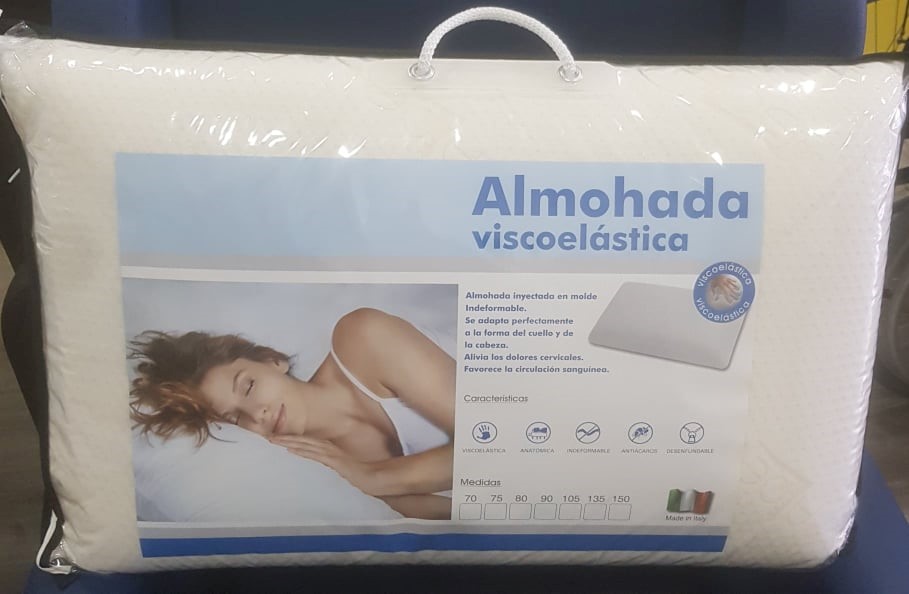 Almohada
viscoelástica
viscoelástica
viscoelástica
Almohada inyectada en molde
Indeformable.
Se adapta perfectamente
a la forma del cuello y de
la cabeza.
Alivia los dolores cervicales.
Favorece la circulación sanguínea.
Características
VISCOELÁSTICA ANATÓMICA INDEFORMABLE ANTIÁCAROS DESENFUNDABLE
Medidas
70 75 80 90 105 135 150
Made in Italy